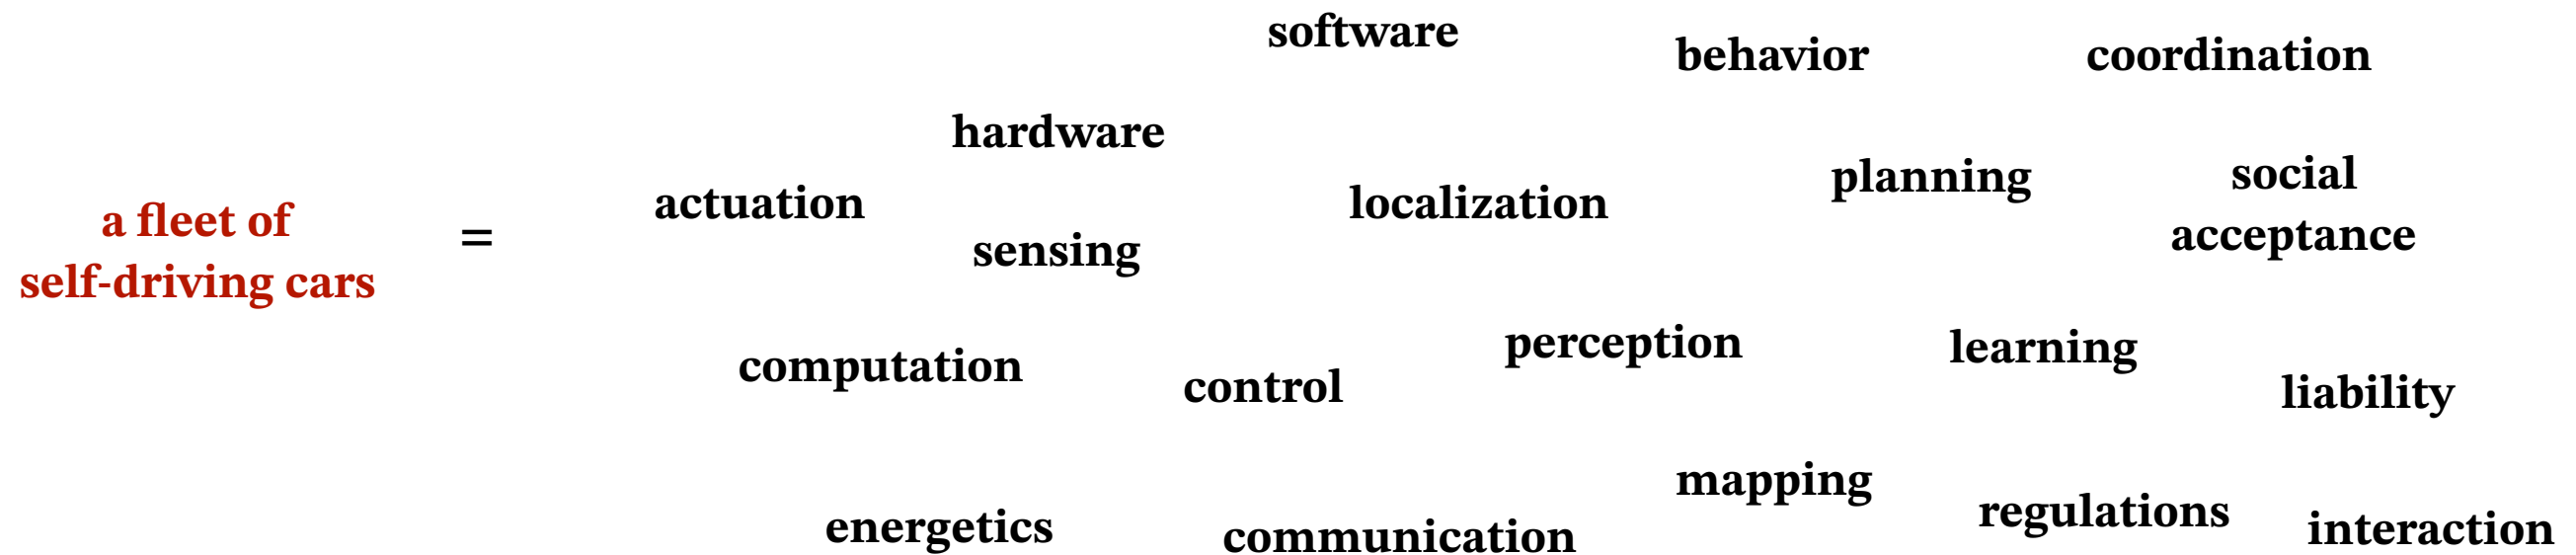 software
behavior
coordination
hardware
planning
social
acceptance
actuation
localization
a fleet of
self-driving cars
=
sensing
perception
learning
computation
control
liability
mapping
regulations
energetics
communication
interaction